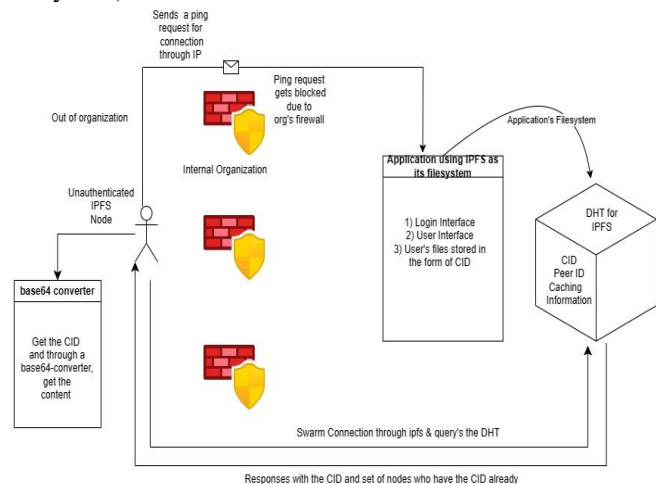 Sends a ping
request for
connection
through IP
Ping request
gets blocked
due to
org's firewall
Out of organization
Internal Organization
Unauthenticated
IPFS
Node
base64 converter
Get the CID
and through a
base64-converter,
get the
content
Application using IPFS as
its filesystem
1) Login Interface
2) User Interface
3) User's files stored in
the form of CID
Application's Filesystem
DHT for
IPFS
CID
Peer ID
Caching
Information
Swarm Connection through ipfs & query's the DHT
Responses with the CID and set of nodes who have the CID already